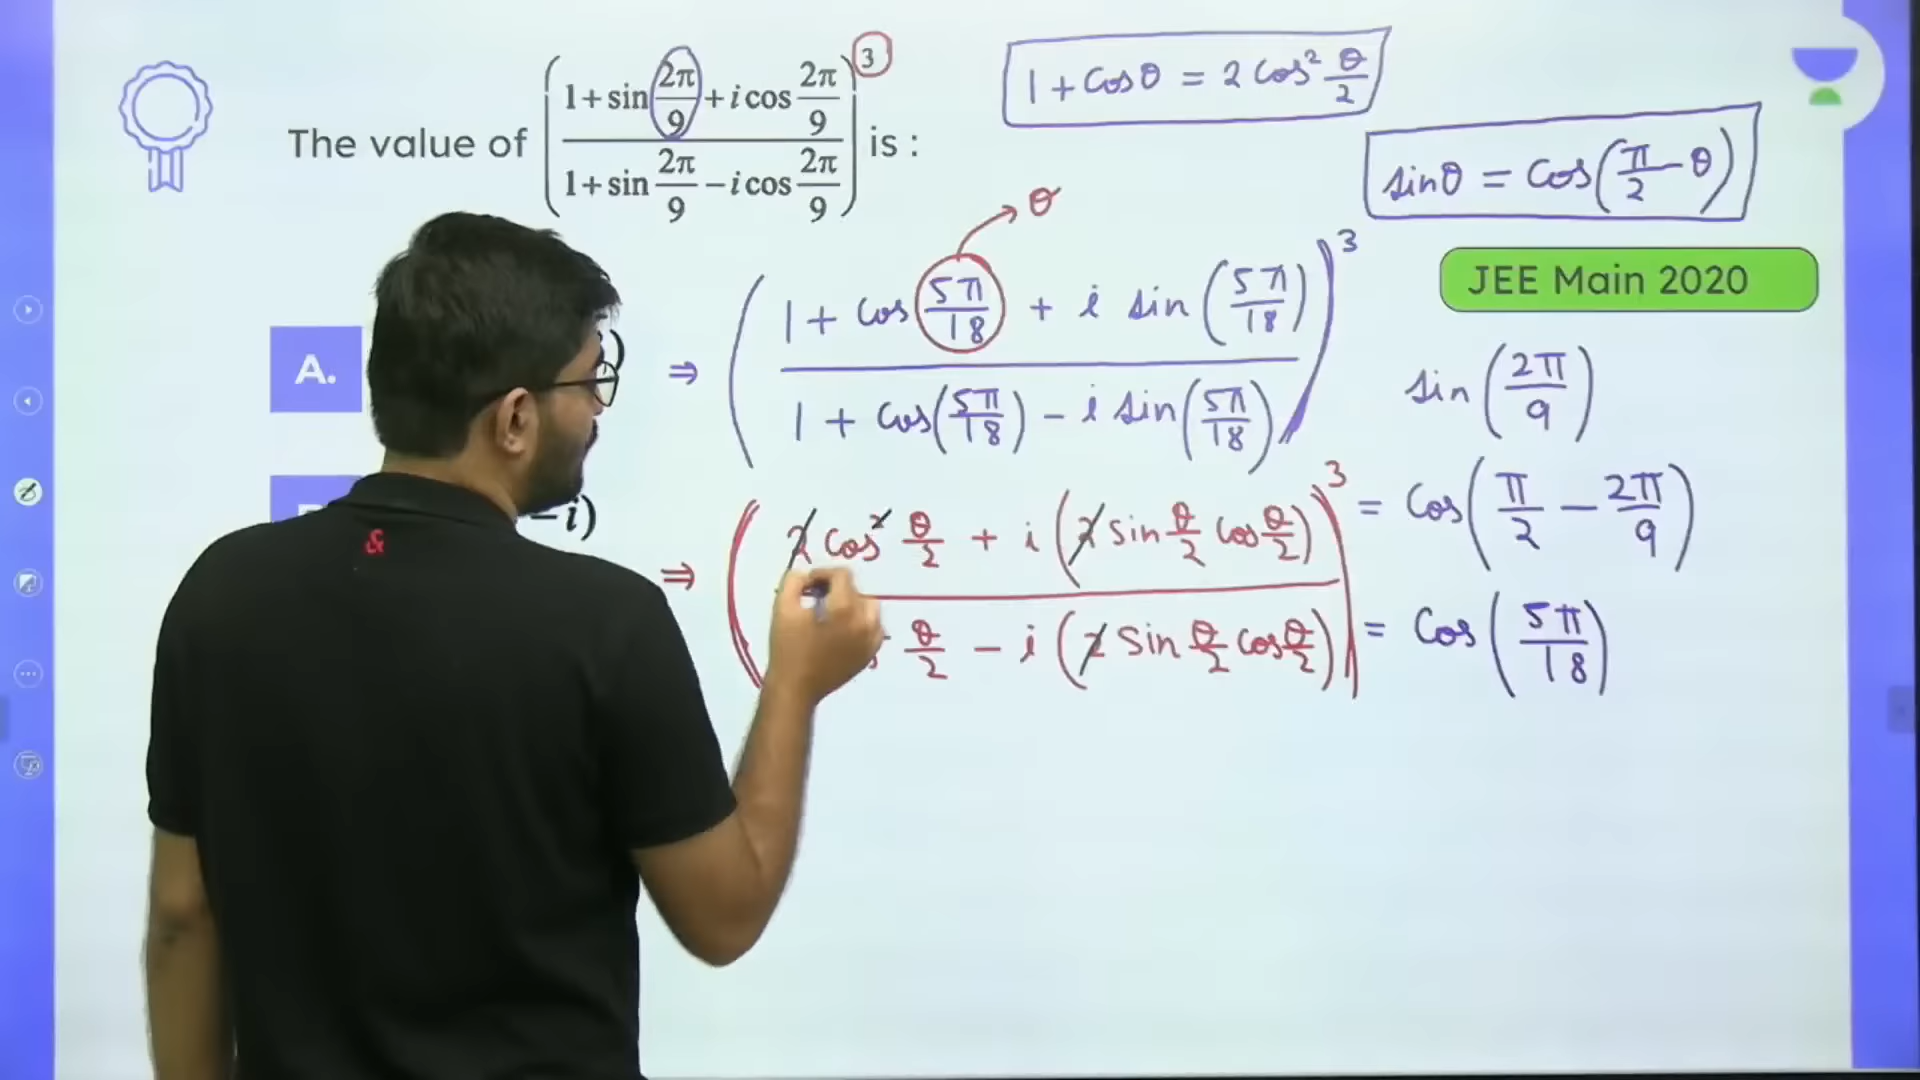 The value of ((1 + sin 2π/9 + i cos 2π/9)/(1 + sin 2π/9 − i cos 2π/9))^3 is :
1 + Cosθ = 2 Cos² θ/2
sinθ = Cos(π/2 − θ)
θ
JEE Main 2020
A.
)
⇒ ((1 + Cos 5π/18 + i sin (5π/18))/(1 + Cos(5π/18) − i sin(5π/18)))^3
sin (2π/9)
−i)
= Cos(π/2 − 2π/9)
⇒ ((2 Cos² θ/2 + i (2 sin θ/2 Cos θ/2))/(θ/2 − i (2 Sin θ/2 Cos θ/2)))^3
= Cos (5π/18)
&